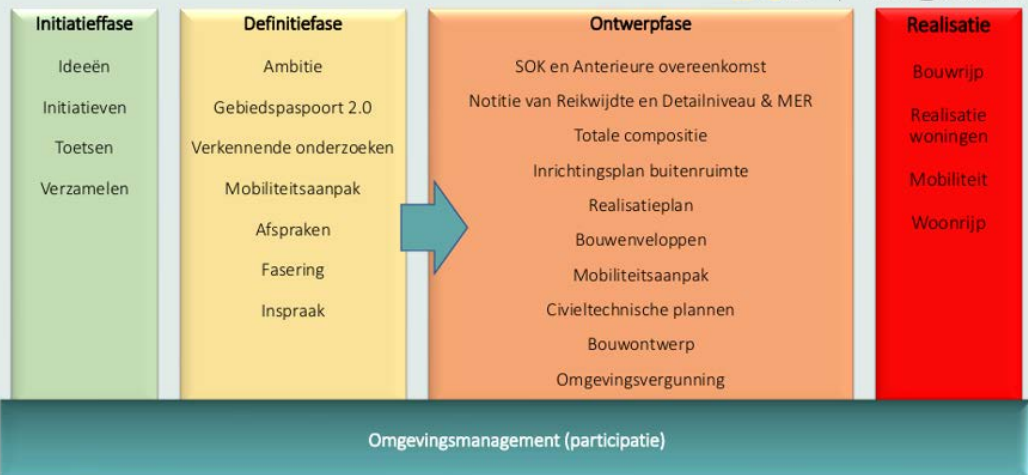 Initiatieffase
Ideeën
Initiatieven
Toetsen
Verzamelen
Definitiefase
Ambitie
Gebiedspaspoort 2.0
Verkennende onderzoeken
Mobiliteitsaanpak
Afspraken
Fasering
Inspraak
Ontwerpfase
SOK en Anterieure overeenkomst
Notitie van Reikwijdte en Detailniveau & MER
Totale compositie
Inrichtingsplan buitenruimte
Realisatieplan
Bouwenveloppen
Mobiliteitsaanpak
Civieltechnische plannen
Bouwontwerp
Omgevingsvergunning
Realisatie
Bouwrijp
Realisatie
woningen
Mobiliteit
Woonrijp
Omgevingsmanagement (participatie)